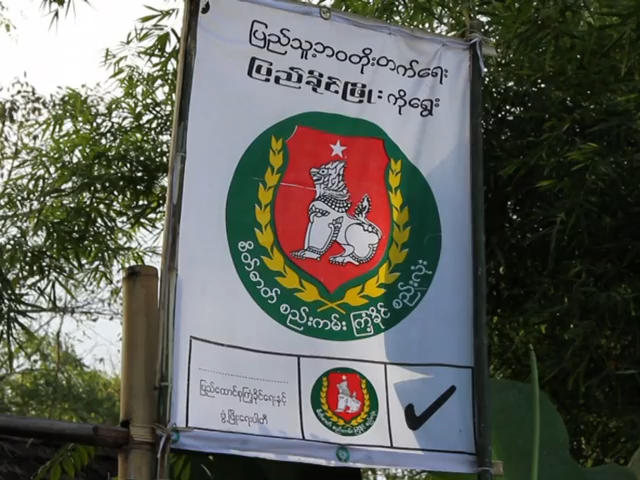 ပြည်သူ့ဘဝတိုးတက်ရေး
ပြည်ခိုင်ဖြိုး ကိုရွေး
စိတ်ဓာတ် စည်းကမ်း ကြံ့ခိုင် စည်းလုံး
ပြည်ထောင်စုကြံ့ခိုင်ရေးနှင့်
ဖွံ့ဖြိုးရေးပါတီ